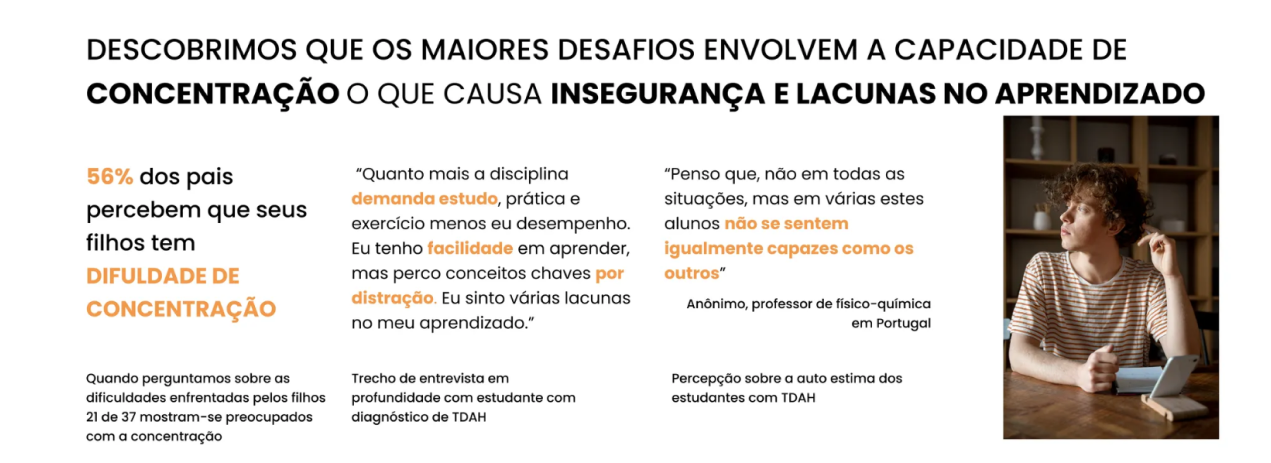 DESCOBRIMOS QUE OS MAIORES DESAFIOS ENVOLVEM A CAPACIDADE DE
CONCENTRAÇÃO O QUE CAUSA INSEGURANÇA E LACUNAS NO APRENDIZADO
56% dos pais
percebem que seus
filhos tem
DIFULDADE DE
CONCENTRAÇÃO
Quando perguntamos sobre as
dificuldades enfrentadas pelos filhos
21 de 37 mostram-se preocupados
com a concentração
“Quanto mais a disciplina
demanda estudo, prática e
exercício menos eu desempenho.
Eu tenho facilidade em aprender,
mas perco conceitos chaves por
distração. Eu sinto várias lacunas
no meu aprendizado.”
Trecho de entrevista em
profundidade com estudante com
diagnóstico de TDAH
“Penso que, não em todas as
situações, mas em várias estes
alunos não se sentem
igualmente capazes como os
outros”
Anônimo, professor de físico-química
em Portugal
Percepção sobre a auto estima dos
estudantes com TDAH